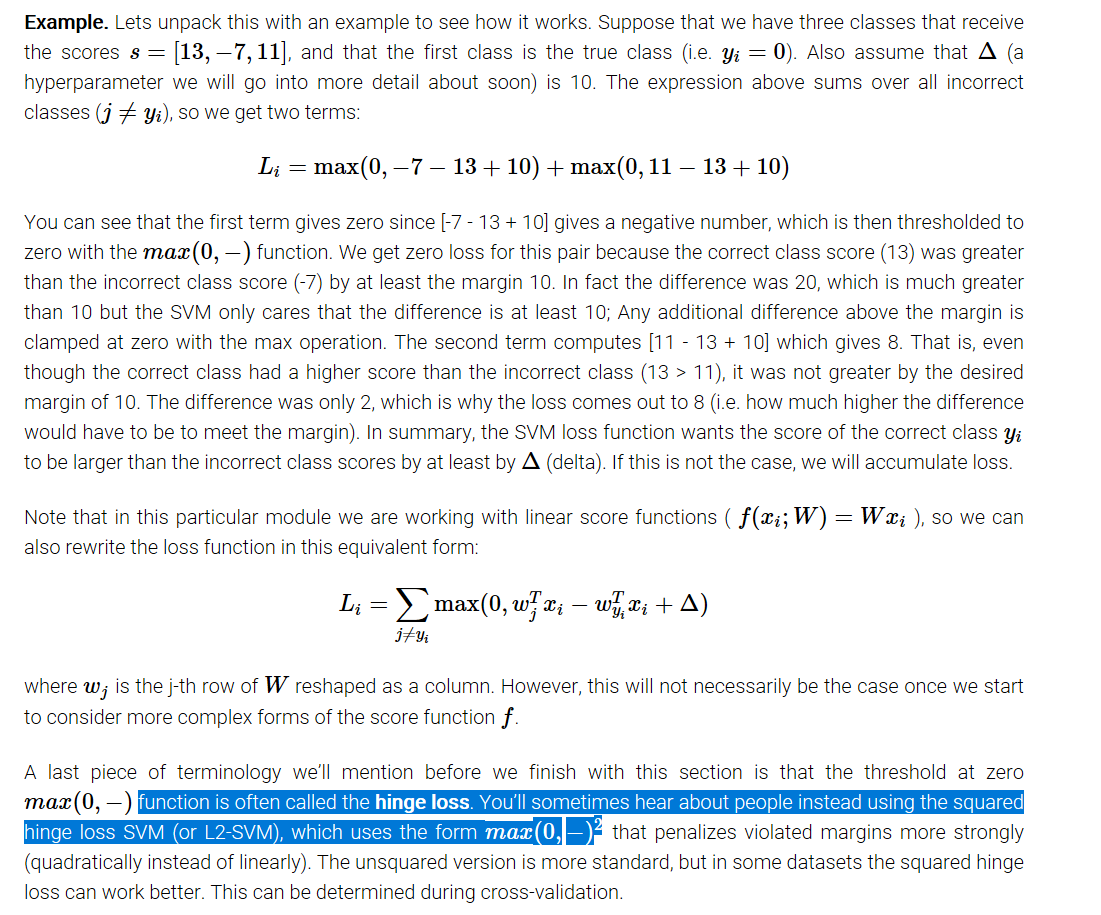 Example. Lets unpack this with an example to see how it works. Suppose that we have three classes that receive
the scores s = [13, −7, 11], and that the first class is the true class (i.e. yᵢ = 0). Also assume that Δ (a
hyperparameter we will go into more detail about soon) is 10. The expression above sums over all incorrect
classes (j ≠ yᵢ), so we get two terms:
Lᵢ = max(0, −7 − 13 + 10) + max(0, 11 − 13 + 10)
You can see that the first term gives zero since [-7 - 13 + 10] gives a negative number, which is then thresholded to
zero with the max(0, −) function. We get zero loss for this pair because the correct class score (13) was greater
than the incorrect class score (-7) by at least the margin 10. In fact the difference was 20, which is much greater
than 10 but the SVM only cares that the difference is at least 10; Any additional difference above the margin is
clamped at zero with the max operation. The second term computes [11 - 13 + 10] which gives 8. That is, even
though the correct class had a higher score than the incorrect class (13 > 11), it was not greater by the desired
margin of 10. The difference was only 2, which is why the loss comes out to 8 (i.e. how much higher the difference
would have to be to meet the margin). In summary, the SVM loss function wants the score of the correct class yᵢ
to be larger than the incorrect class scores by at least by Δ (delta). If this is not the case, we will accumulate loss.
Note that in this particular module we are working with linear score functions ( f(xᵢ; W) = Wxᵢ ), so we can
also rewrite the loss function in this equivalent form:
Lᵢ = ∑_{j≠yᵢ} max(0, wⱼᵀxᵢ − w_{yᵢ}ᵀxᵢ + Δ)
where wⱼ is the j-th row of W reshaped as a column. However, this will not necessarily be the case once we start
to consider more complex forms of the score function f.
A last piece of terminology we'll mention before we finish with this section is that the threshold at zero
max(0, −) function is often called the hinge loss. You'll sometimes hear about people instead using the squared
hinge loss SVM (or L2-SVM), which uses the form max(0, −)² that penalizes violated margins more strongly
(quadratically instead of linearly). The unsquared version is more standard, but in some datasets the squared hinge
loss can work better. This can be determined during cross-validation.